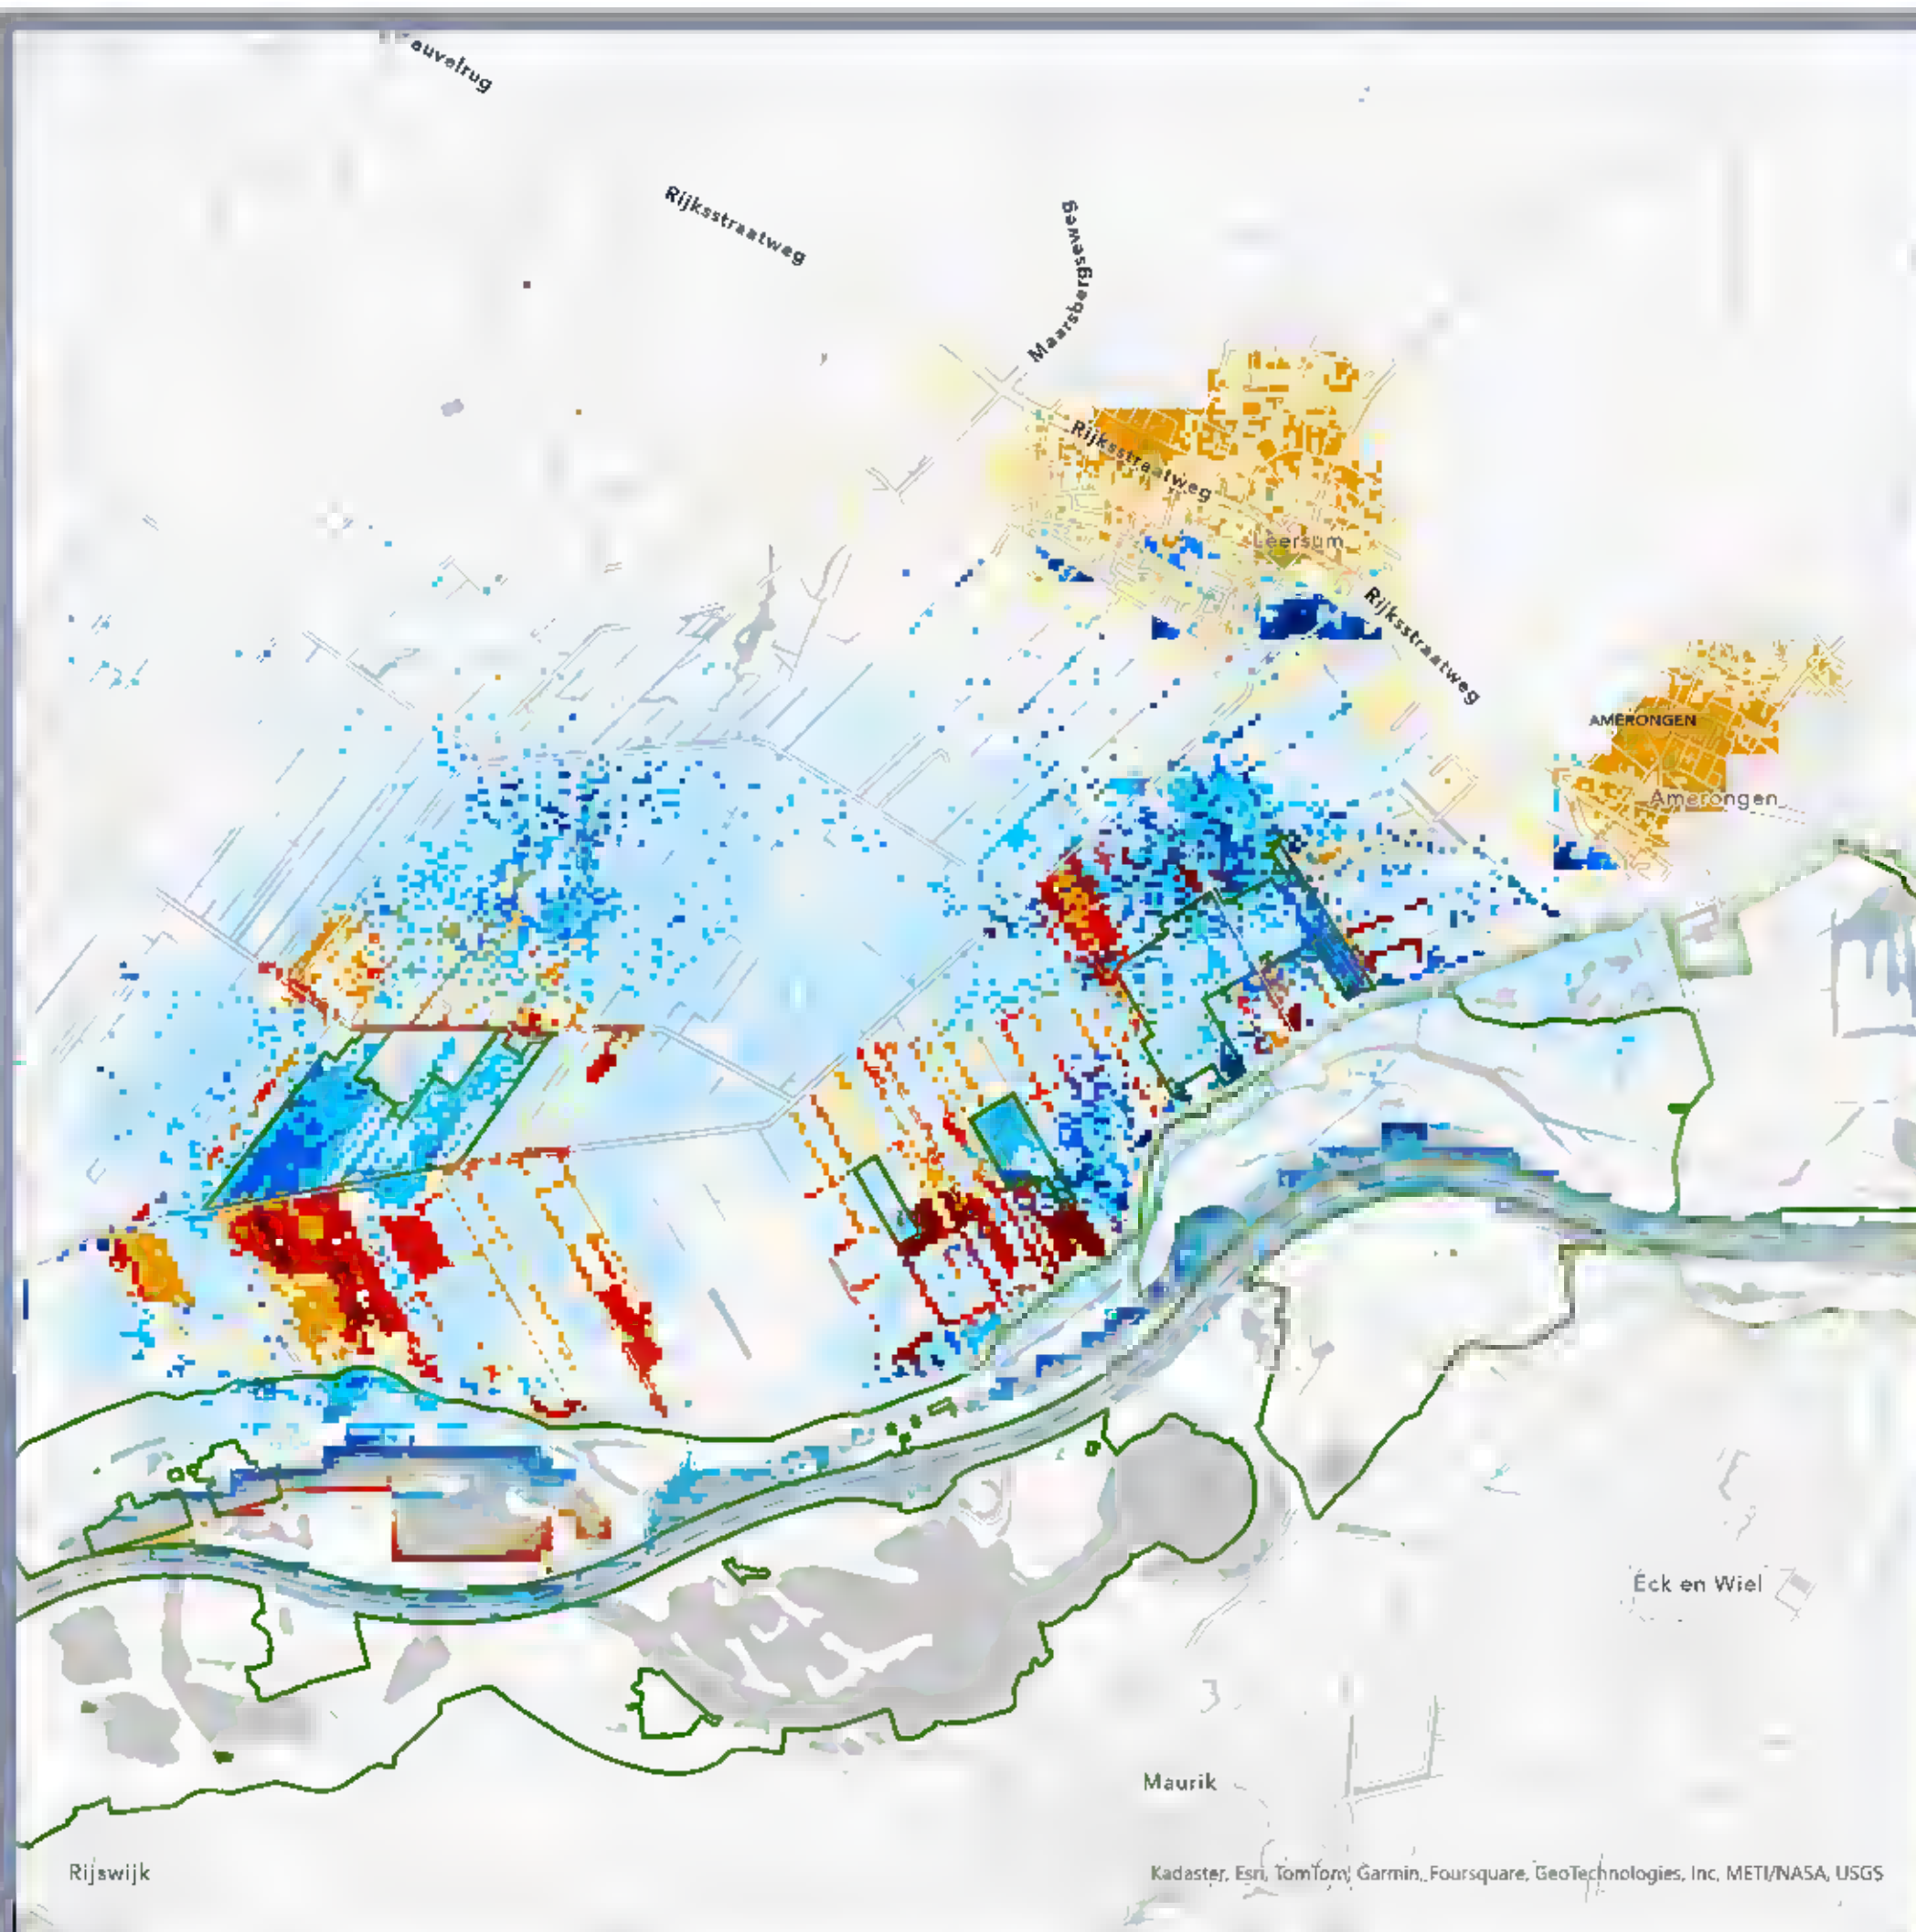 auvelrug
Rijksstraatweg
Maarsbergseweg
Rijksstraatweg
Leersum
Rijksstraatweg
AMERONGEN
Amerongen
Eck en Wiel
Maurik
Rijswijk
Kadaster, Esri, TomTom, Garmin, Foursquare, GeoTechnologies, Inc, METI/NASA, USGS